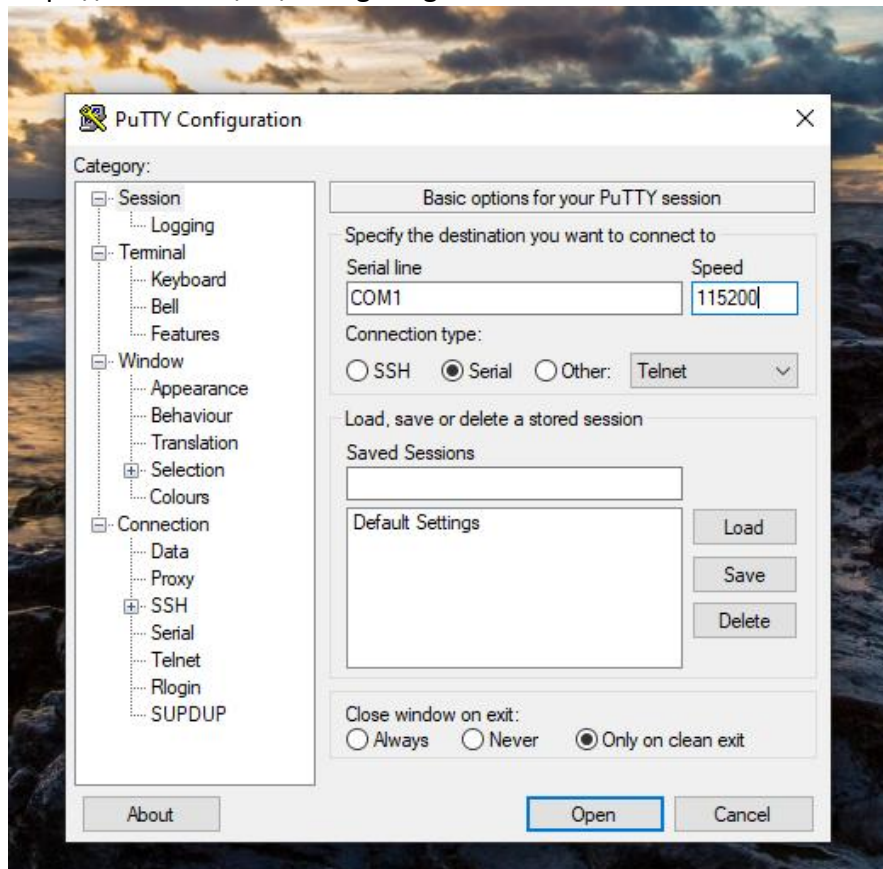 PuTTY Configuration
Category:
Session
Logging
Terminal
Keyboard
Bell
Features
Window
Appearance
Behaviour
Translation
Selection
Colours
Connection
Data
Proxy
SSH
Serial
Telnet
Rlogin
SUPDUP
Basic options for your PuTTY session
Specify the destination you want to connect to
Serial line Speed
COM1 115200
Connection type:
SSH Serial Other: Telnet
Load, save or delete a stored session
Saved Sessions
Default Settings
Load
Save
Delete
Close window on exit:
Always Never Only on clean exit
About Open Cancel